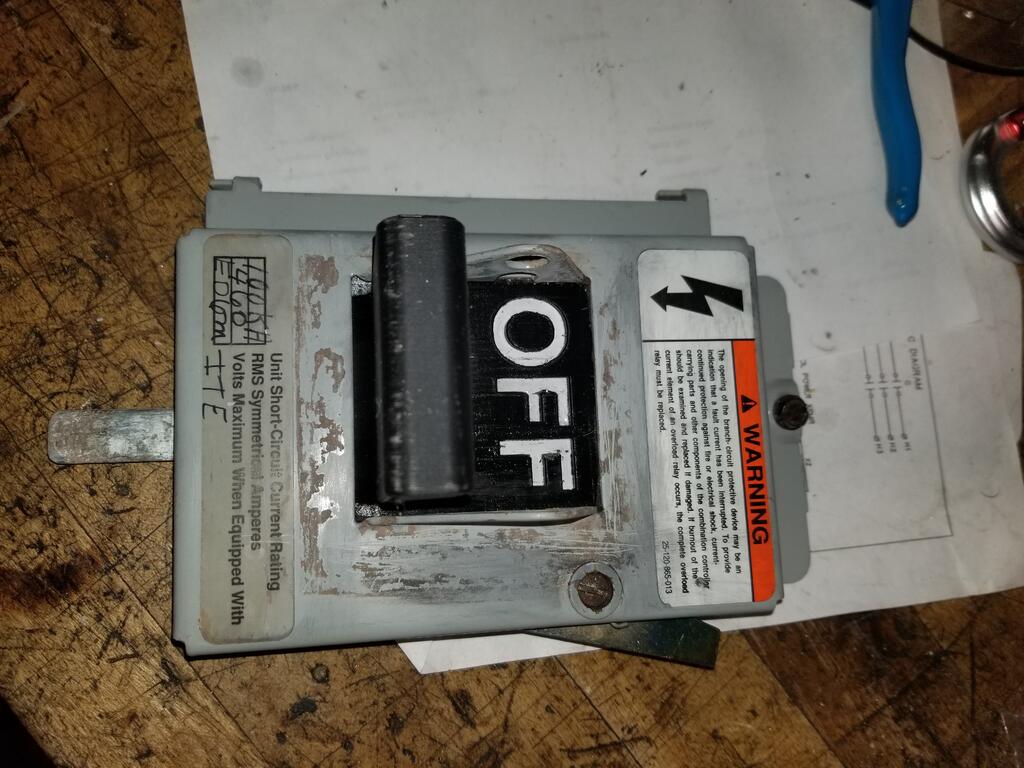 WARNING
The opening of the branch- circuit protective device may be an
indication that a fault current has been interrupted. To provide
continued protection against fire or electrical shock, current-
carrying parts and other components of the combination controller
should be examined and replaced if damaged. If burnout of the
current element of an overload relay occurs, the complete overload
relay must be replaced.
25-120-865-013
OFF
Unit Short-Circuit Current Rating
RMS Symmetrical Amperes
Volts Maximum When Equipped With
ITE
C DIAGRAM